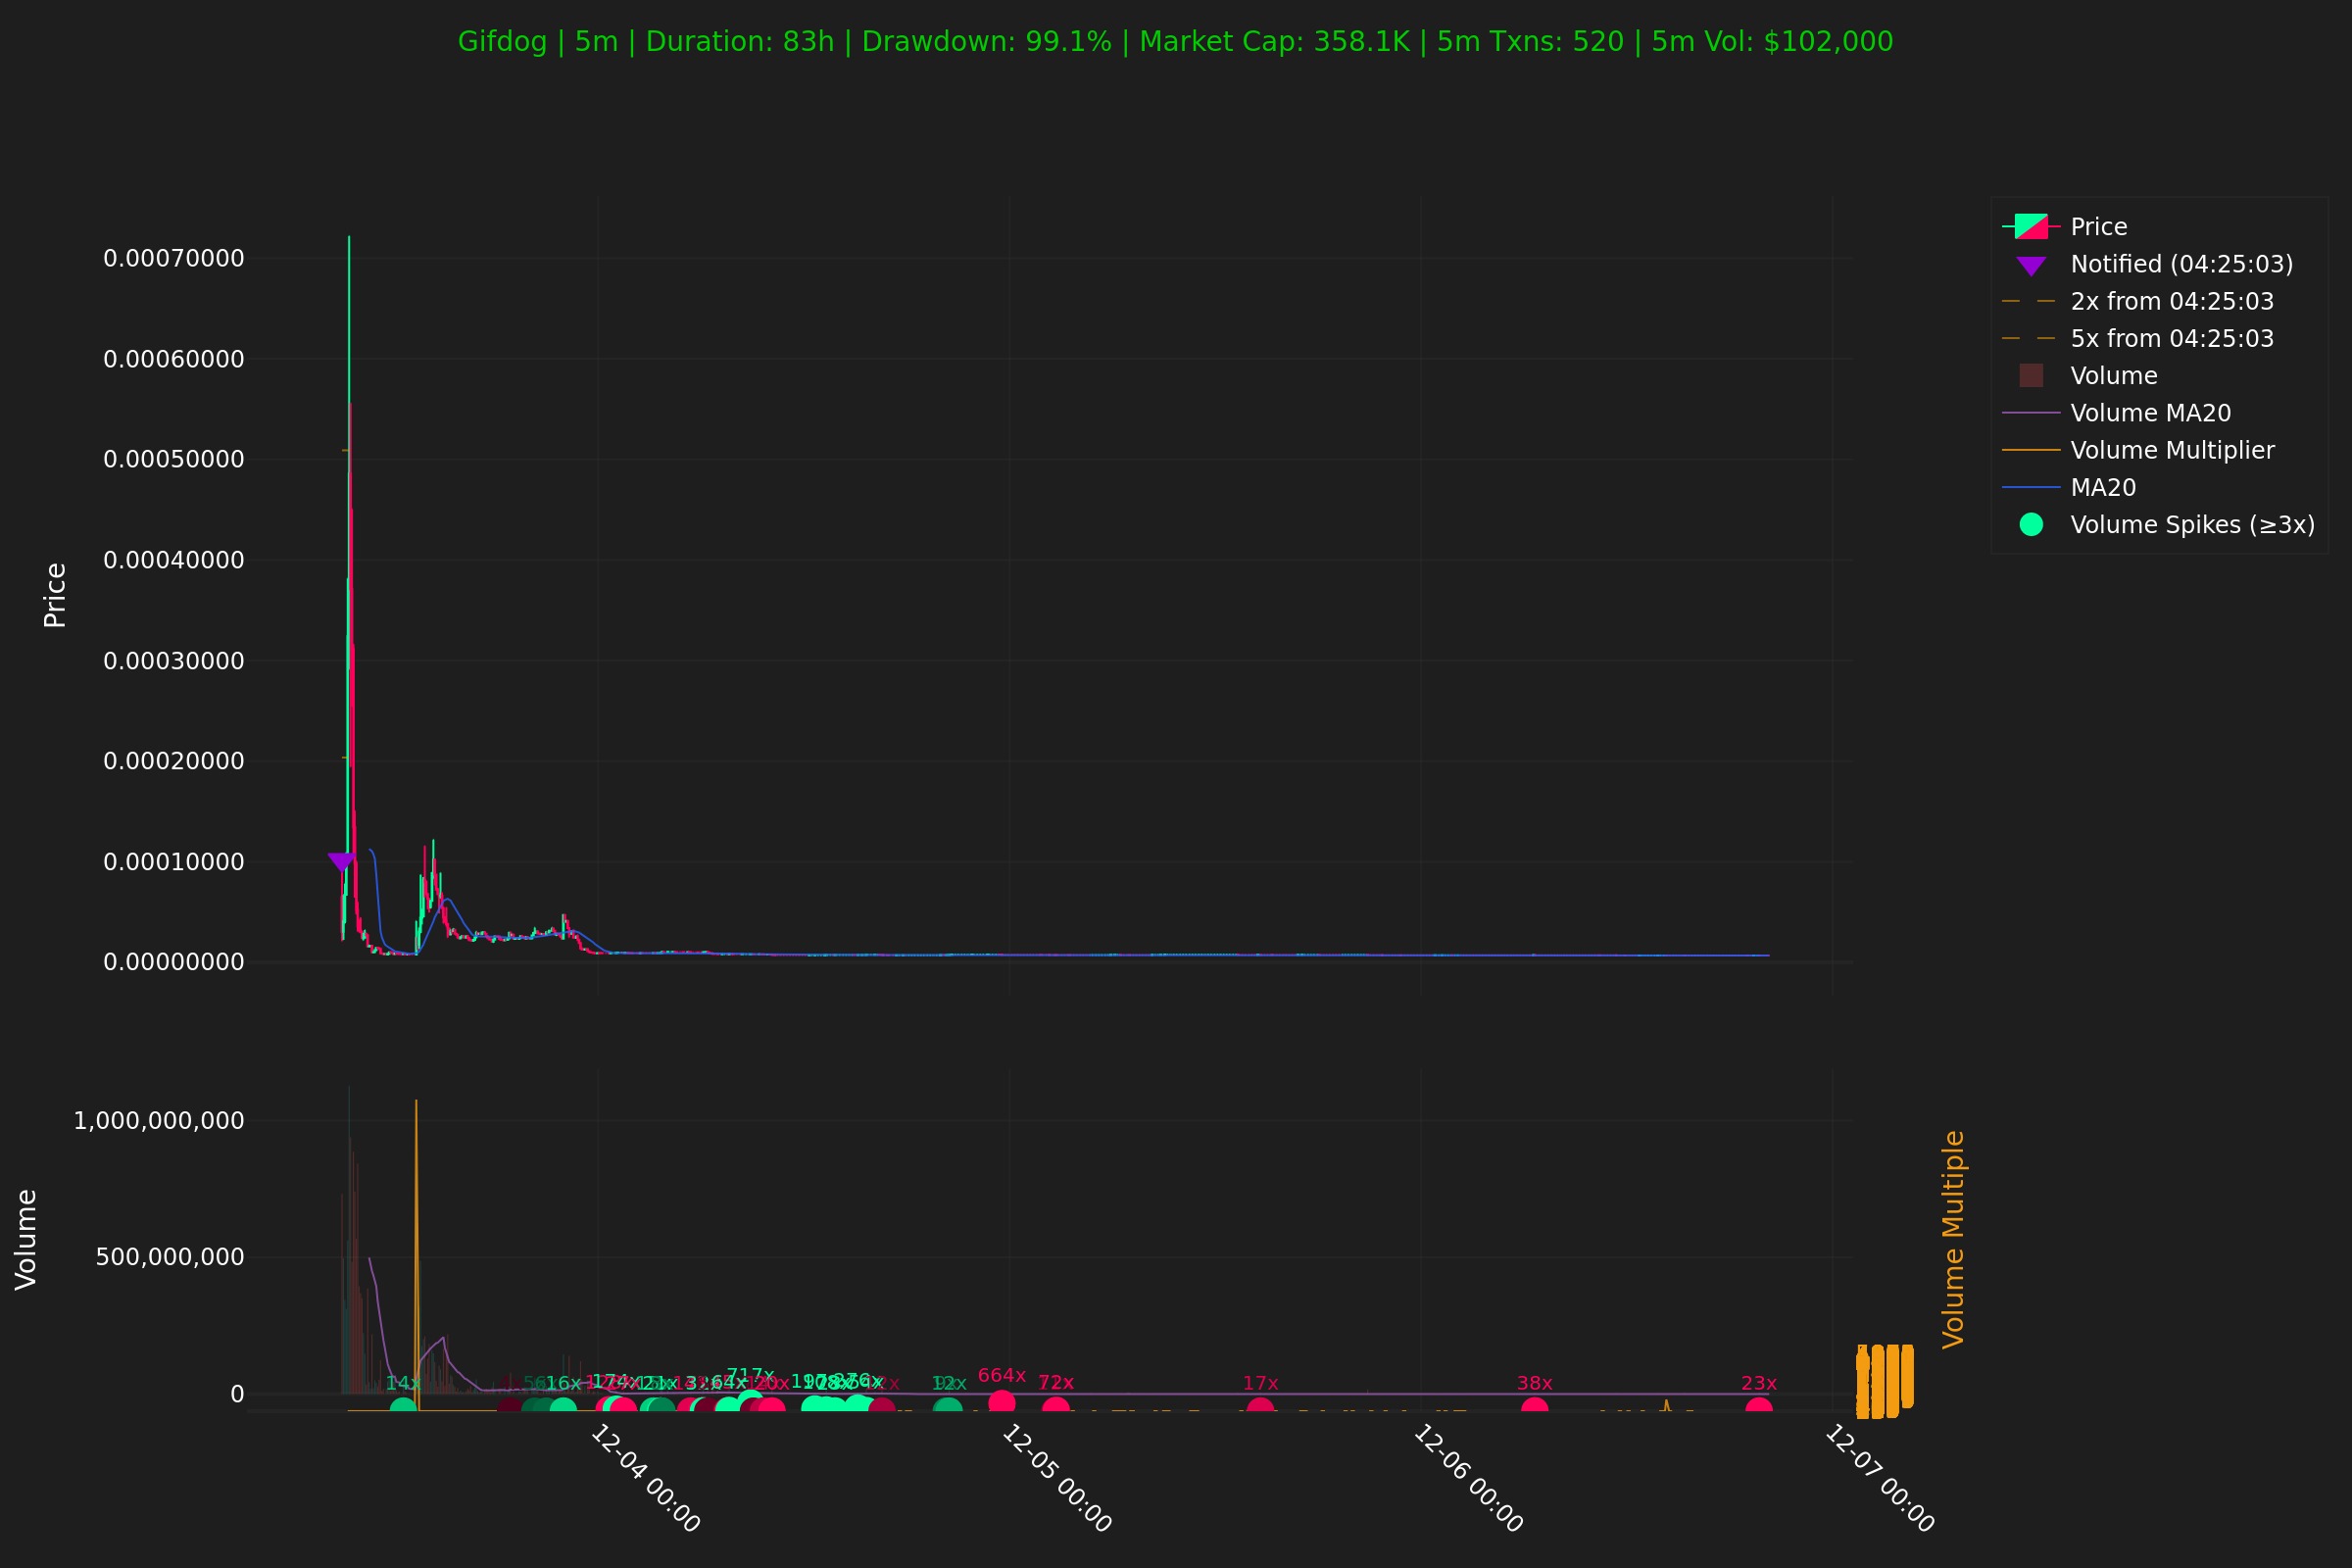 Gifdog | 5m | Duration: 83h | Drawdown: 99.1% | Market Cap: 358.1K | 5m Txns: 520 | 5m Vol: $102,000
Price
0.00070000
0.00060000
0.00050000
0.00040000
0.00030000
0.00020000
0.00010000
0.00000000
Price
Notified (04:25:03)
2x from 04:25:03
5x from 04:25:03
Volume
Volume MA20
Volume Multiplier
MA20
Volume Spikes (≥3x)
Volume
1,000,000,000
500,000,000
0
14x
16x
174x
717x
664x
72x
17x
38x
23x
Volume Multiple
12-04 00:00
12-05 00:00
12-06 00:00
12-07 00:00